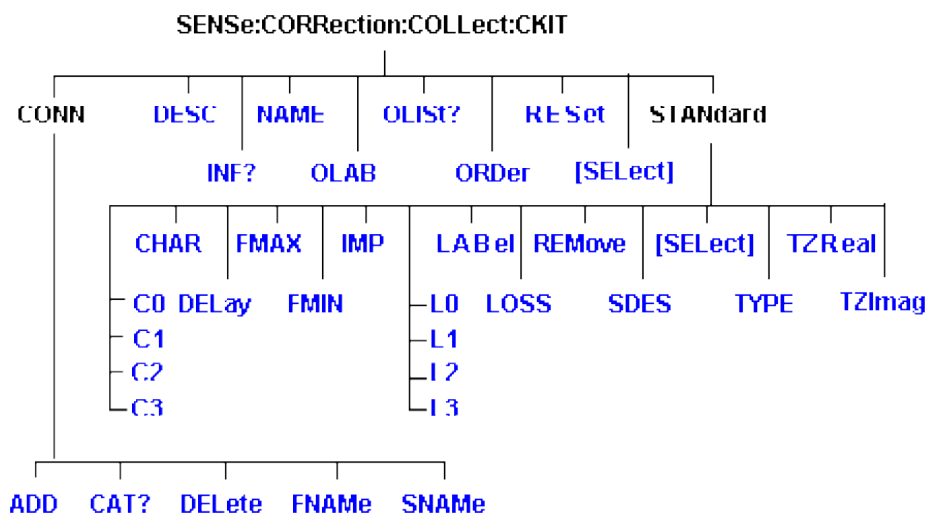 SENSe:CORRection:COLLect:CKIT
CONN DESC NAME OLISt? RESet STANdard
INF? OLAB ORDer [SELect]
CHAR FMAX IMP LABel REMove [SELect] TZReal
C0 DELay FMIN L0 LOSS SDES TYPE TZImag
C1 L1
C2 L2
C3 L3
ADD CAT? DELete FNAMe SNAMe